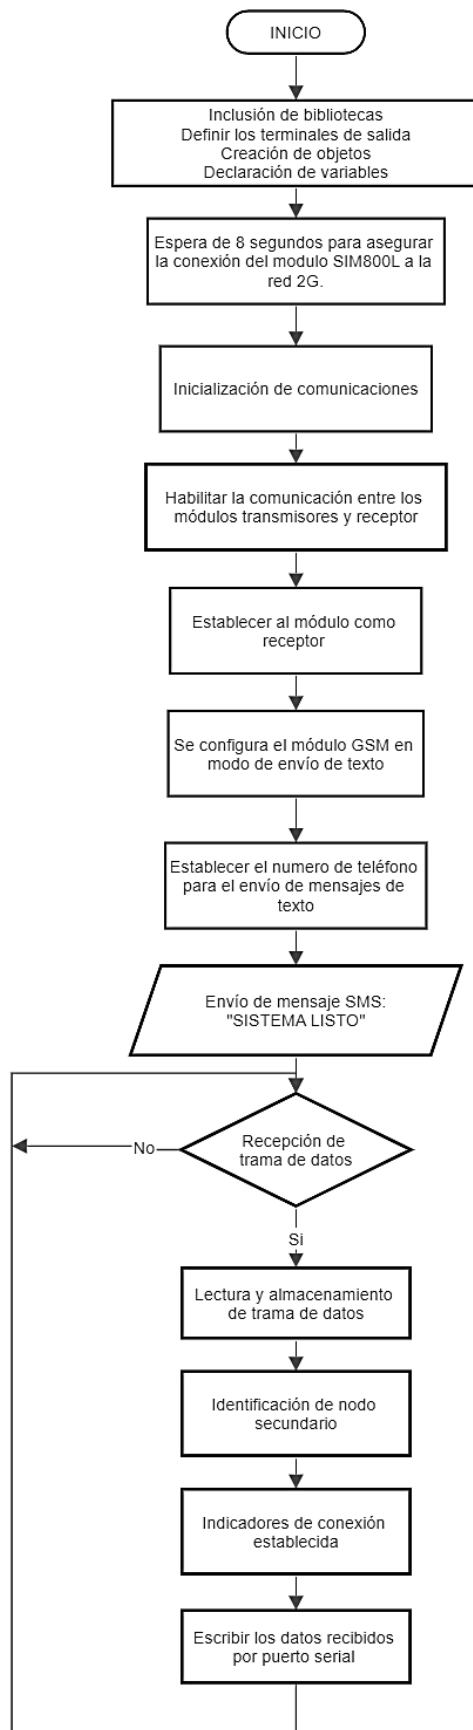 INICIO
Inclusión de bibliotecas
Definir los terminales de salida
Creación de objetos
Declaración de variables
Espera de 8 segundos para asegurar
la conexión del modulo SIM800L a la
red 2G.
Inicialización de comunicaciones
Habilitar la comunicación entre los
módulos transmisores y receptor
Establecer al módulo como
receptor
Se configura el módulo GSM en
modo de envío de texto
Establecer el numero de teléfono
para el envío de mensajes de
texto
Envío de mensaje SMS:
"SISTEMA LISTO"
Recepción de
trama de datos
No
Si
Lectura y almacenamiento
de trama de datos
Identificación de nodo
secundario
Indicadores de conexión
establecida
Escribir los datos recibidos
por puerto serial